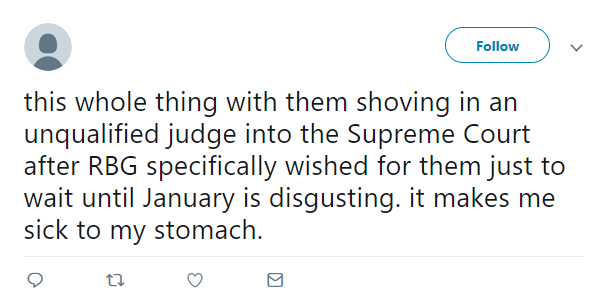 Follow
this whole thing with them shoving in an
unqualified judge into the Supreme Court
after RBG specifically wished for them just to
wait until January is disgusting. it makes me
sick to my stomach.